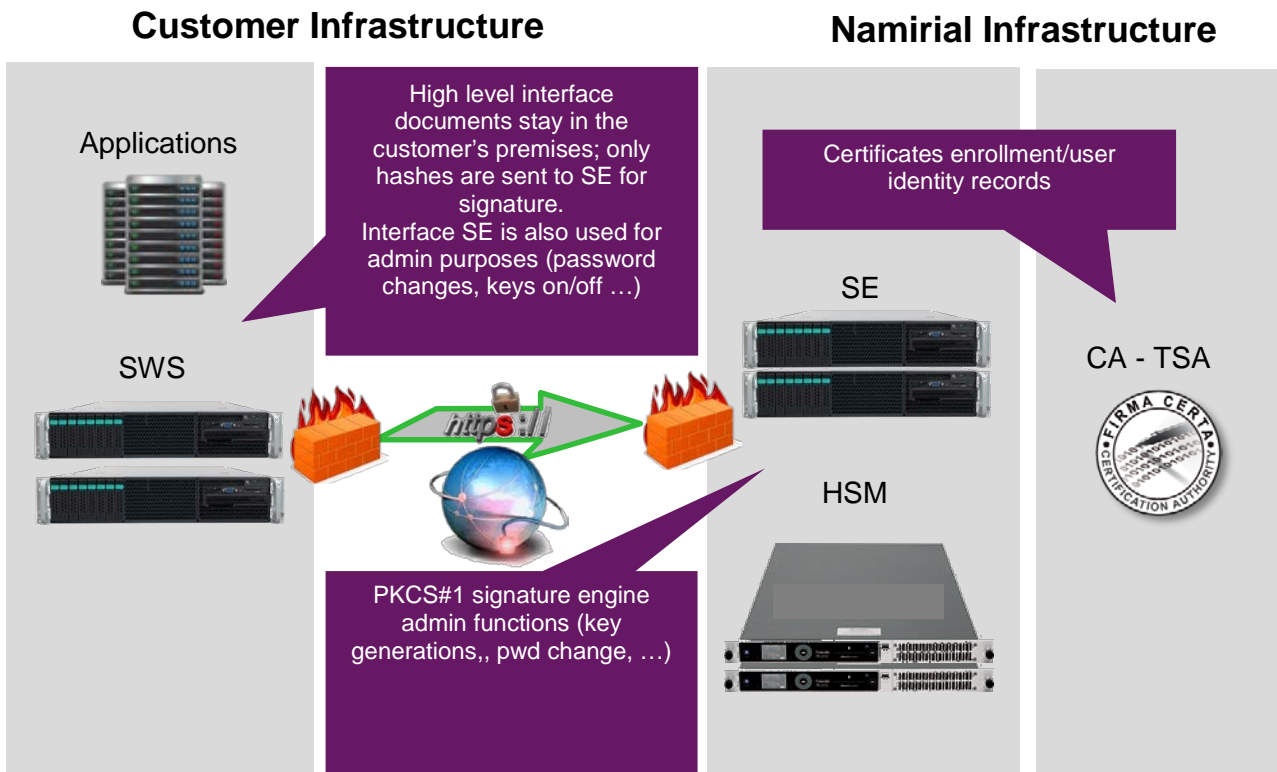 Customer Infrastructure
Namirial Infrastructure
Applications
High level interface
documents stay in the
customer's premises; only
hashes are sent to SE for
signature.
Interface SE is also used for
admin purposes (password
changes, keys on/off …)
Certificates enrollment/user
identity records
SWS
SE
CA - TSA
https://
FIRMA CERTA
CERTIFICATION AUTHORITY
HSM
PKCS#1 signature engine
admin functions (key
generations,, pwd change, …)